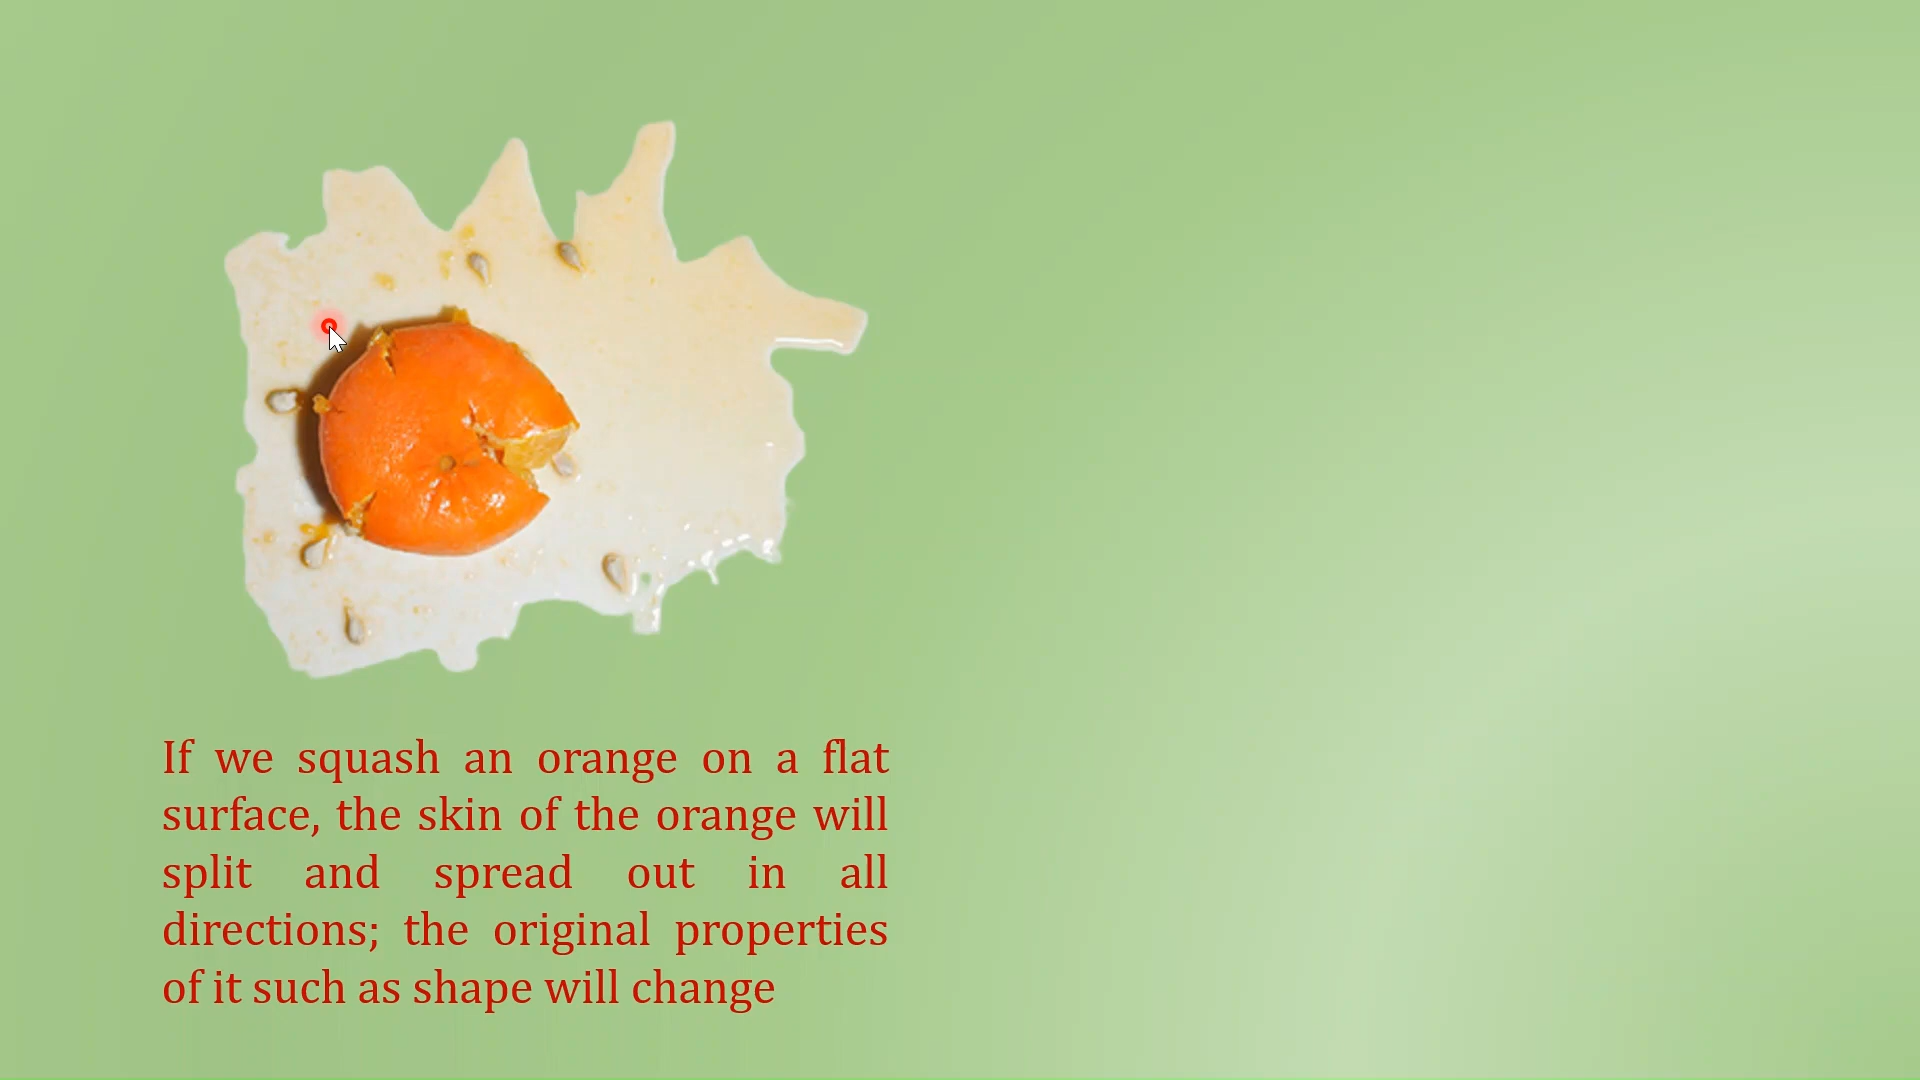 If we squash an orange on a flat
surface, the skin of the orange will
split and spread out in all
directions; the original properties
of it such as shape will change